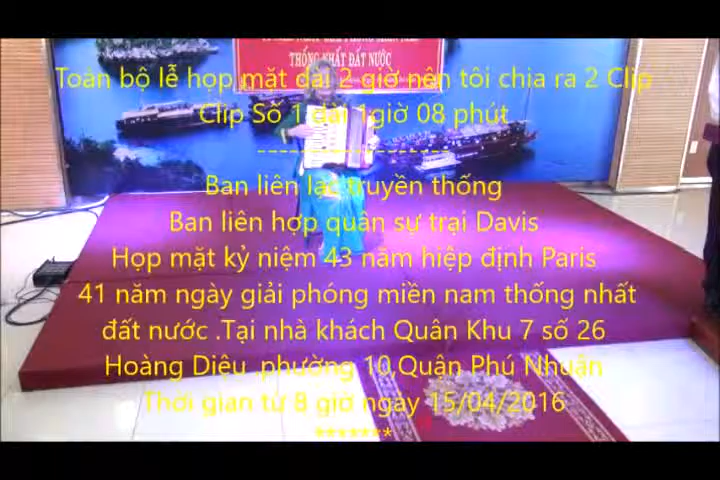 THỐNG NHẤT ĐẤT NƯỚC
Toàn bộ lễ họp mặt dài 2 giờ nên tôi chia ra 2 Clip
Clip Số 1 dài 1giờ 08 phút
--------------------
Ban liên lạc truyền thống
Ban liên hợp quân sự trại Davis
Họp mặt kỷ niệm 43 năm hiệp định Paris
41 năm ngày giải phóng miền nam thống nhất
đất nước .Tại nhà khách Quân Khu 7 số 26
Hoàng Diệu .phường 10,Quận Phú Nhuận
Thời gian từ 8 giờ ngày 15/04/2016
*******